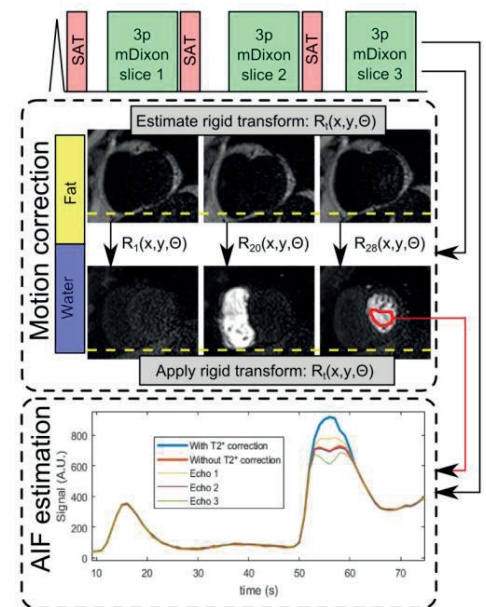 SAT
3p
mDixon
slice 1
SAT
3p
mDixon
slice 2
SAT
3p
mDixon
slice 3
Motion correction
Fat
Water
Estimate rigid transform: Rt(x,y,Θ)
R1(x,y,Θ)
R20(x,y,Θ)
R28(x,y,Θ)
Apply rigid transform: Rt(x,y,Θ)
AIF estimation
Signal (A.U.)
800
600
400
200
0
With T2* correction
Without T2* correction
Echo 1
Echo 2
Echo 3
10 20 30 40 50 60 70
time (s)